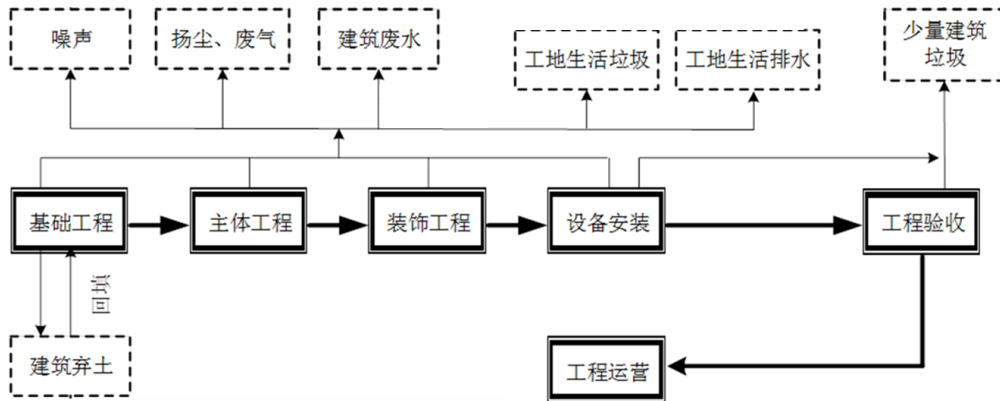 噪声
扬尘、废气
建筑废水
工地生活垃圾
工地生活排水
少量建筑
垃圾
基础工程
主体工程
装饰工程
设备安装
工程验收
回填
建筑弃土
工程运营